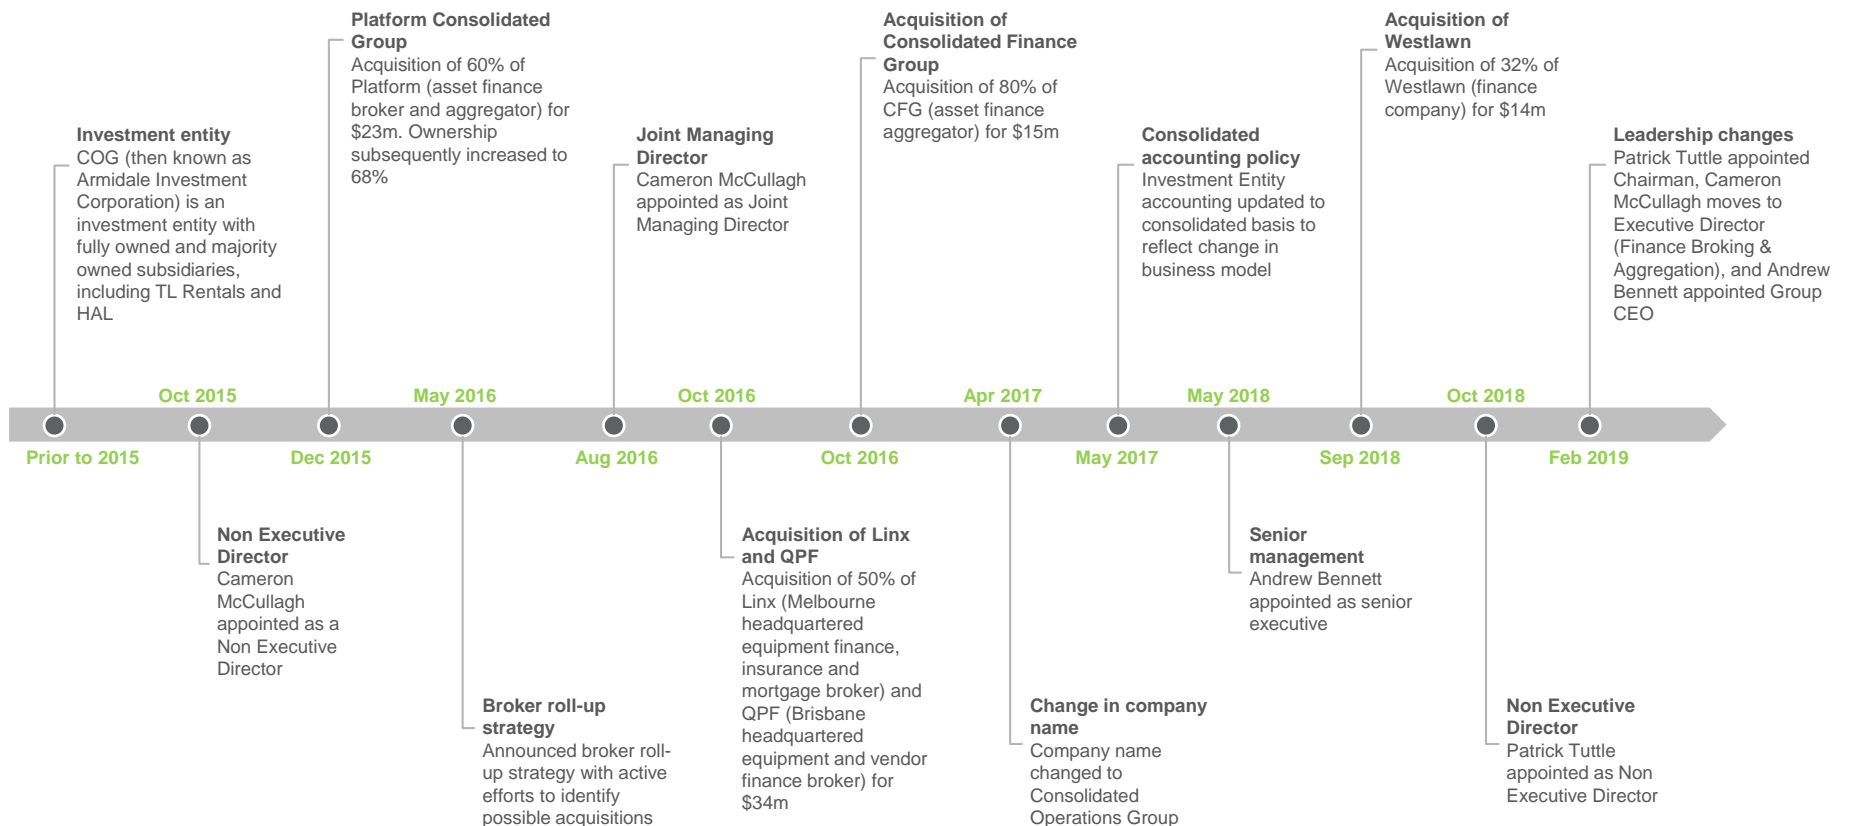 Platform Consolidated
Group
Acquisition of 60% of
Platform (asset finance
broker and aggregator) for
$23m. Ownership
subsequently increased to
68%
Acquisition of
Consolidated Finance
Group
Acquisition of 80% of
CFG (asset finance
aggregator) for $15m
Acquisition of
Westlawn
Acquisition of 32% of
Westlawn (finance
company) for $14m
Investment entity
COG (then known as
Armidale Investment
Corporation) is an
investment entity with
fully owned and majority
owned subsidiaries,
including TL Rentals and
HAL
Joint Managing
Director
Cameron McCullagh
appointed as Joint
Managing Director
Consolidated
accounting policy
Investment Entity
accounting updated to
consolidated basis to
reflect change in
business model
Leadership changes
Patrick Tuttle appointed
Chairman, Cameron
McCullagh moves to
Executive Director
(Finance Broking &
Aggregation), and Andrew
Bennett appointed Group
CEO
Oct 2015
May 2016
Oct 2016
Apr 2017
May 2018
Oct 2018
Prior to 2015
Dec 2015
Aug 2016
Oct 2016
May 2017
Sep 2018
Feb 2019
Non Executive
Director
Cameron
McCullagh
appointed as a
Non Executive
Director
Broker roll-up
strategy
Announced broker roll-
up strategy with active
efforts to identify
possible acquisitions
Acquisition of Linx
and QPF
Acquisition of 50% of
Linx (Melbourne
headquartered
equipment finance,
insurance and
mortgage broker) and
QPF (Brisbane
headquartered
equipment and vendor
finance broker) for
$34m
Change in company
name
Company name
changed to
Consolidated
Operations Group
Senior
management
Andrew Bennett
appointed as senior
executive
Non Executive
Director
Patrick Tuttle
appointed as Non
Executive Director